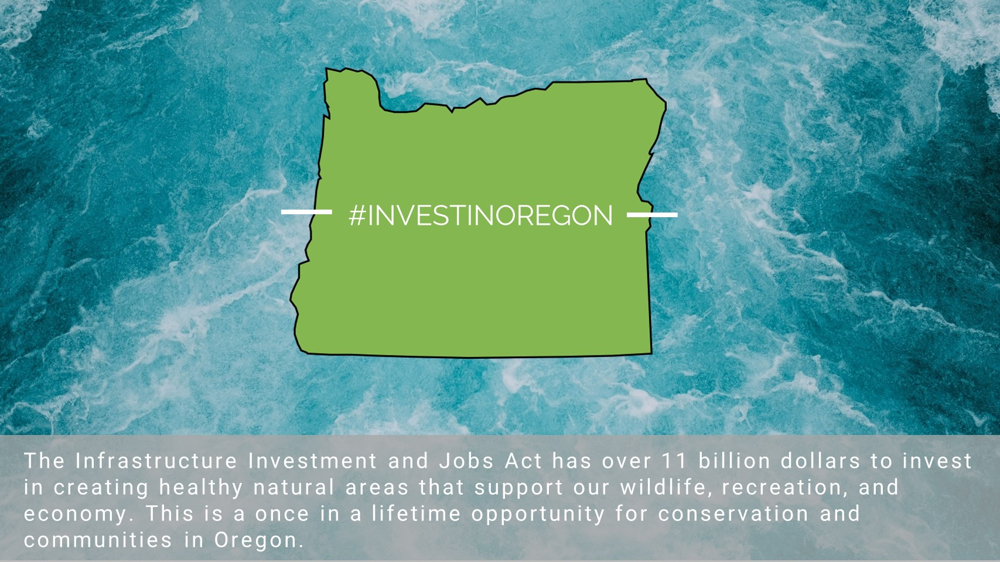 #INVESTINOREGON
The Infrastructure Investment and Jobs Act has over 11 billion dollars to invest
in creating healthy natural areas that support our wildlife, recreation, and
economy. This is a once in a lifetime opportunity for conservation and
communities in Oregon.